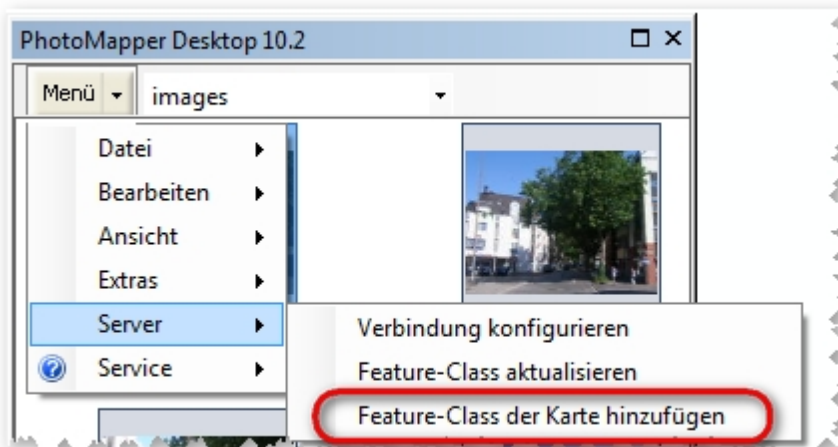 PhotoMapper Desktop 10.2
Menü images
Datei
Bearbeiten
Ansicht
Extras
Server
Service
Verbindung konfigurieren
Feature-Class aktualisieren
Feature-Class der Karte hinzufügen